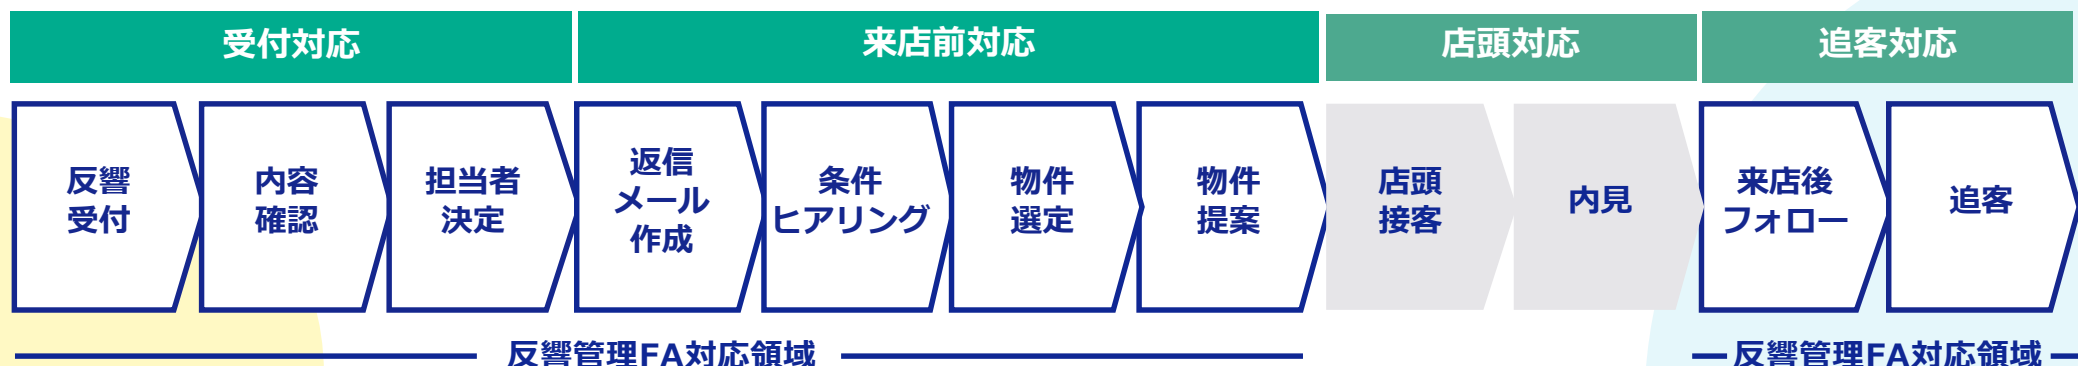 受付対応
来店前対応
店頭対応
追客対応
反響
受付
内容
確認
担当者
決定
返信
メール
作成
条件
ヒアリング
物件
選定
物件
提案
店頭
接客
内見
来店後
フォロー
追客
反響管理FA対応領域
反響管理FA対応領域